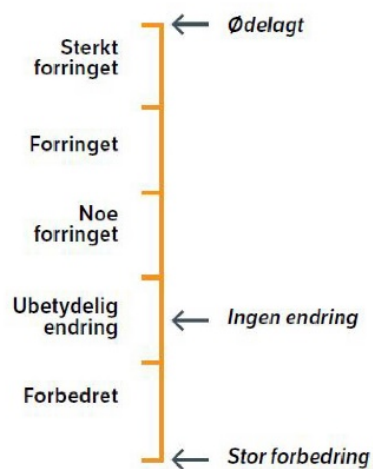 Ødelagt
Sterkt
forringet
Forringet
Noe
forringet
Ubetydelig
endring
Ingen endring
Forbedret
Stor forbedring